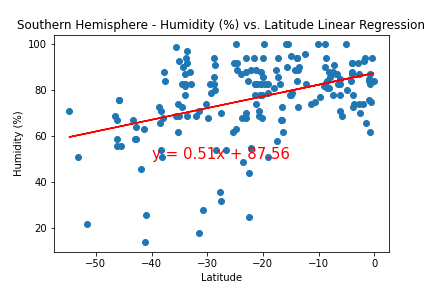 Southern Hemisphere - Humidity (%) vs. Latitude Linear Regression
100
80
60
40
20
Humidity (%)
y = 0.51x + 87.56
−50
−40
−30
−20
−10
0
Latitude